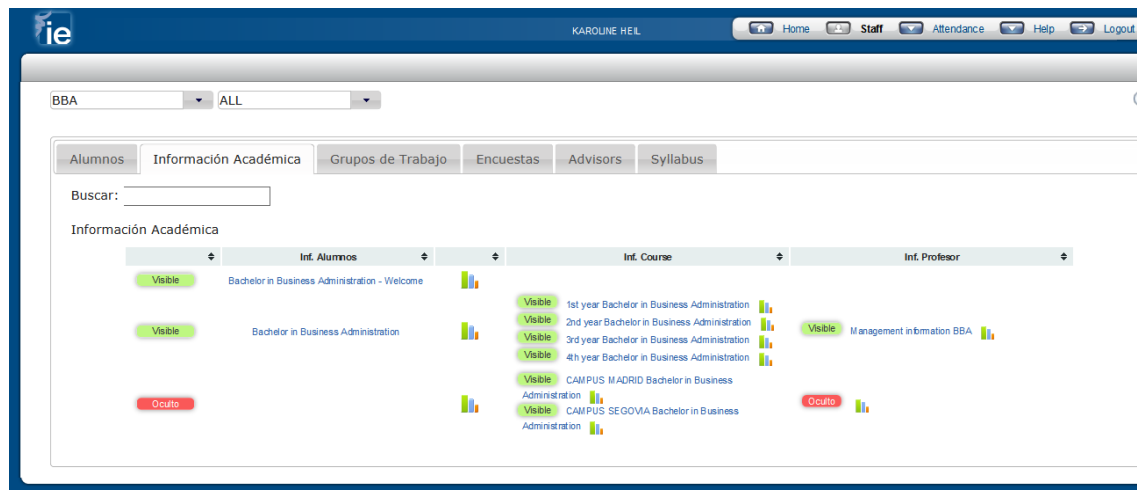 ie
KAROLINE HEIL Home Staff Attendance Help Logout
BBA ALL
Alumnos Información Académica Grupos de Trabajo Encuestas Advisors Syllabus
Buscar:
Información Académica
Inf. Alumnos Inf. Course Inf. Profesor
Visible Bachelor in Business Administration - Welcome
Visible 1st year Bachelor in Business Administration
Visible 2nd year Bachelor in Business Administration
Visible Bachelor in Business Administration Visible Management information BBA
Visible 3rd year Bachelor in Business Administration
Visible 4th year Bachelor in Business Administration
Visible CAMPUS MADRID Bachelor in Business
Administration
Oculto Oculto
Visible CAMPUS SEGOVIA Bachelor in Business
Administration